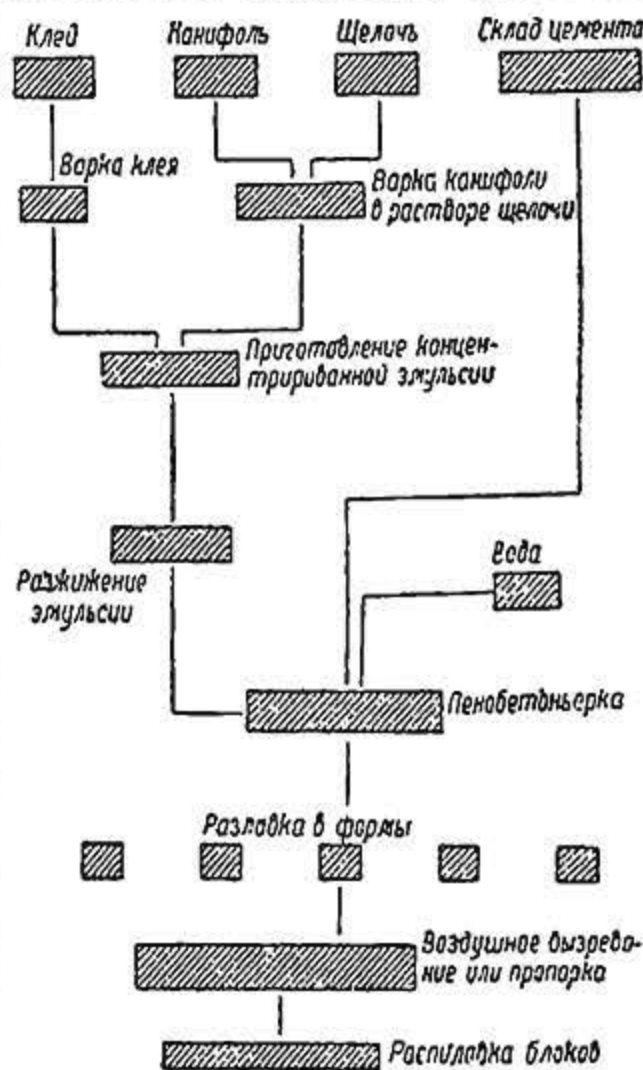 Клей
Канифоль
Щелочь
Склад цемента
Варка клея
Варка канифоли
в растворе щелочи
Приготовление концен-
трированной эмульсии
Разжижение
эмульсии
Вода
Пенобетоньерка
Разливка в формы
Воздушное вызрева-
ние или пропарка
Распиловка блоков